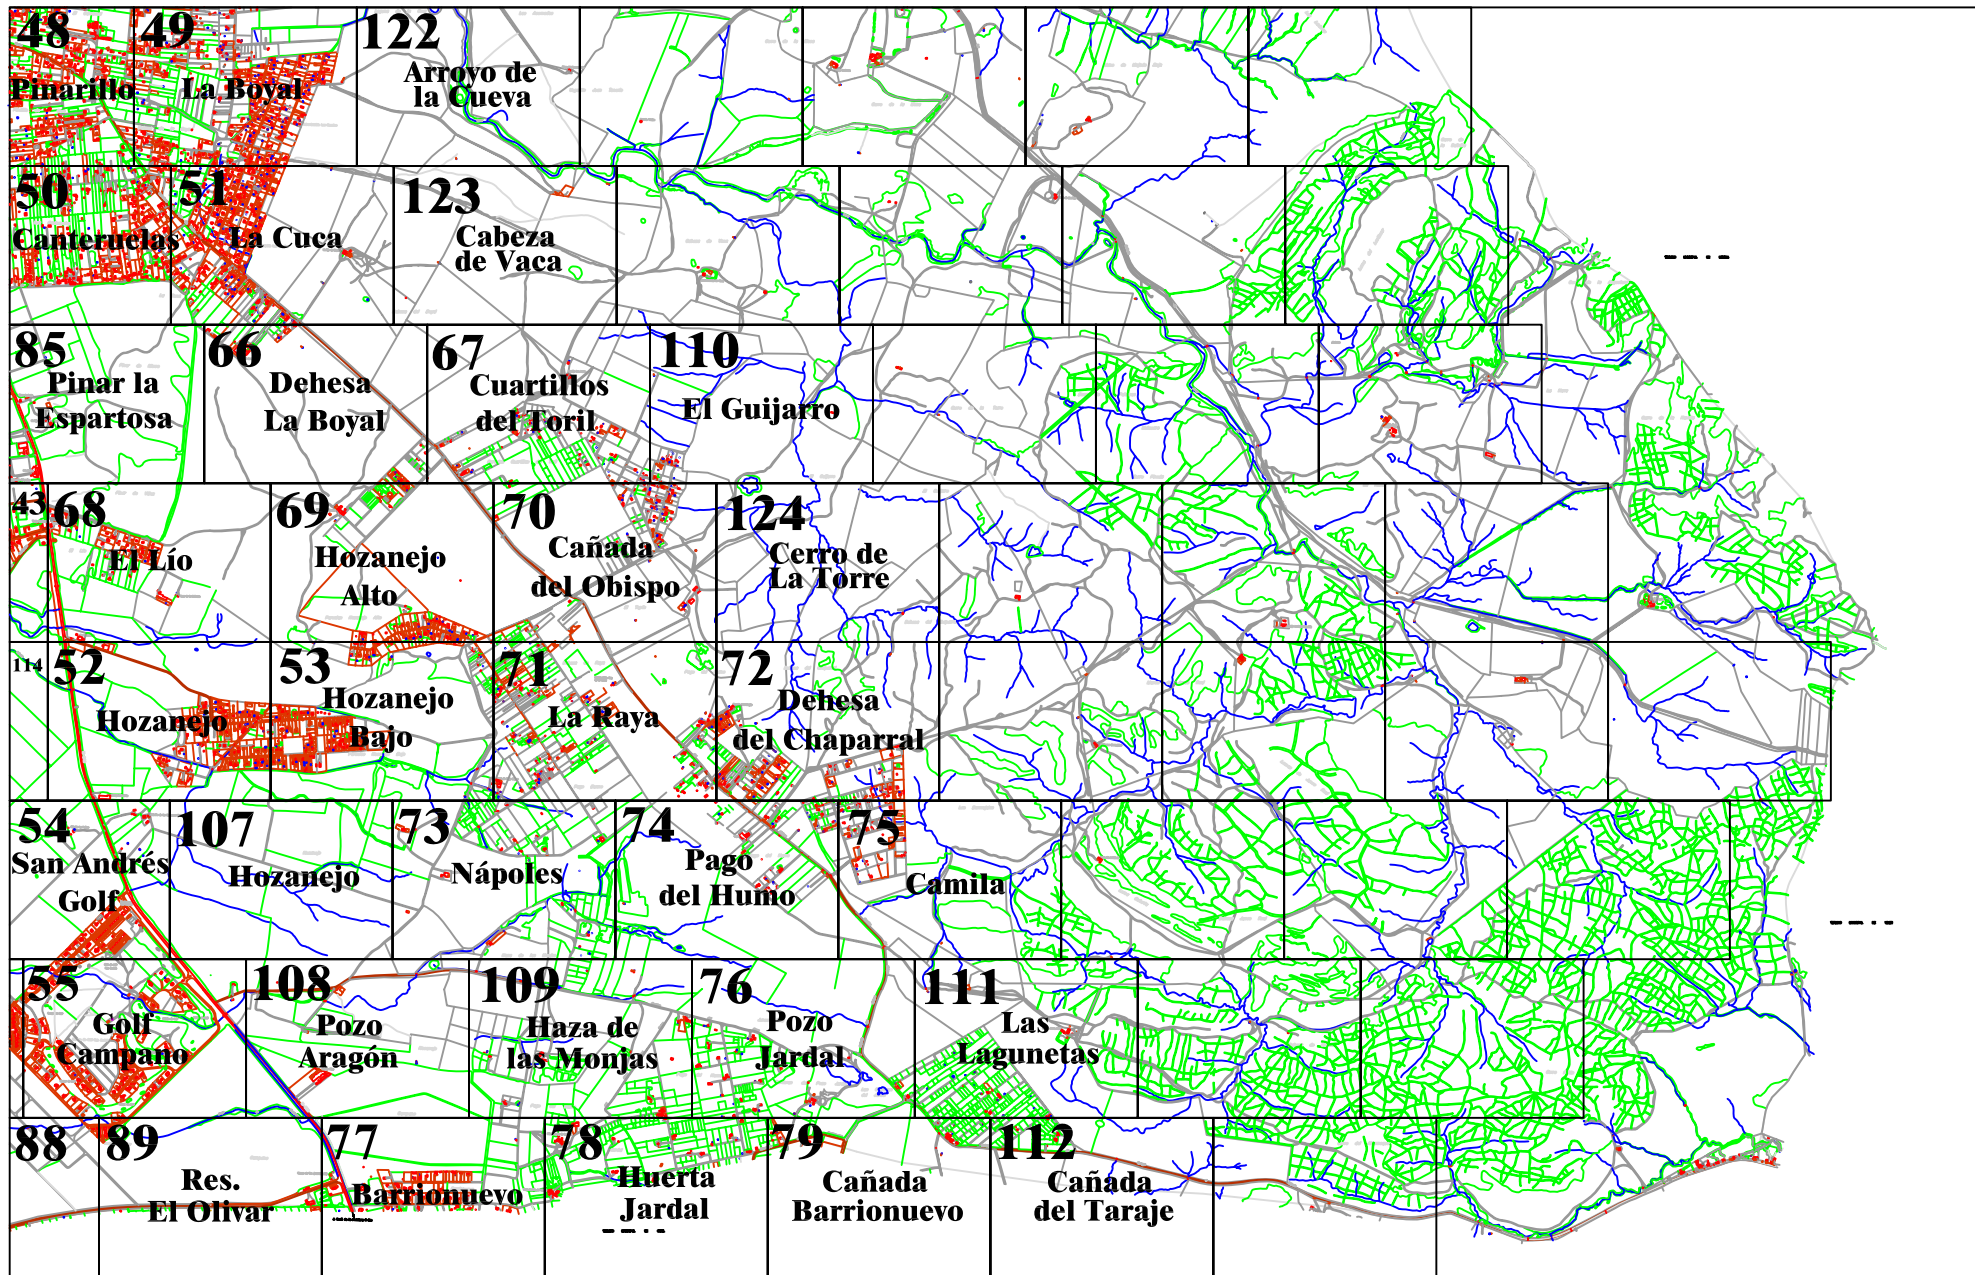 48
Pinarillo
49
La Boyal
122
Arroyo de
la Cueva
50
Canteruelas
51
La Cuca
123
Cabeza
de Vaca
85
Pinar la
Espartosa
66
Dehesa
La Boyal
67
Cuartillos
del Toril
110
El Guijarro
43
68
El Lío
69
Hozanejo
Alto
70
Cañada
del Obispo
124
Cerro de
La Torre
114
52
Hozanejo
53
Hozanejo
Bajo
71
La Raya
72
Dehesa
del Chaparral
54
San Andrés
Golf
107
Hozanejo
73
Nápoles
74
Pago
del Humo
75
Camila
55
Golf
Campano
108
Pozo
Aragón
109
Haza de
las Monjas
76
Pozo
Jardal
111
Las
Lagunetas
88
89
Res.
El Olivar
77
Barrionuevo
78
Huerta
Jardal
79
Cañada
Barrionuevo
112
Cañada
del Taraje